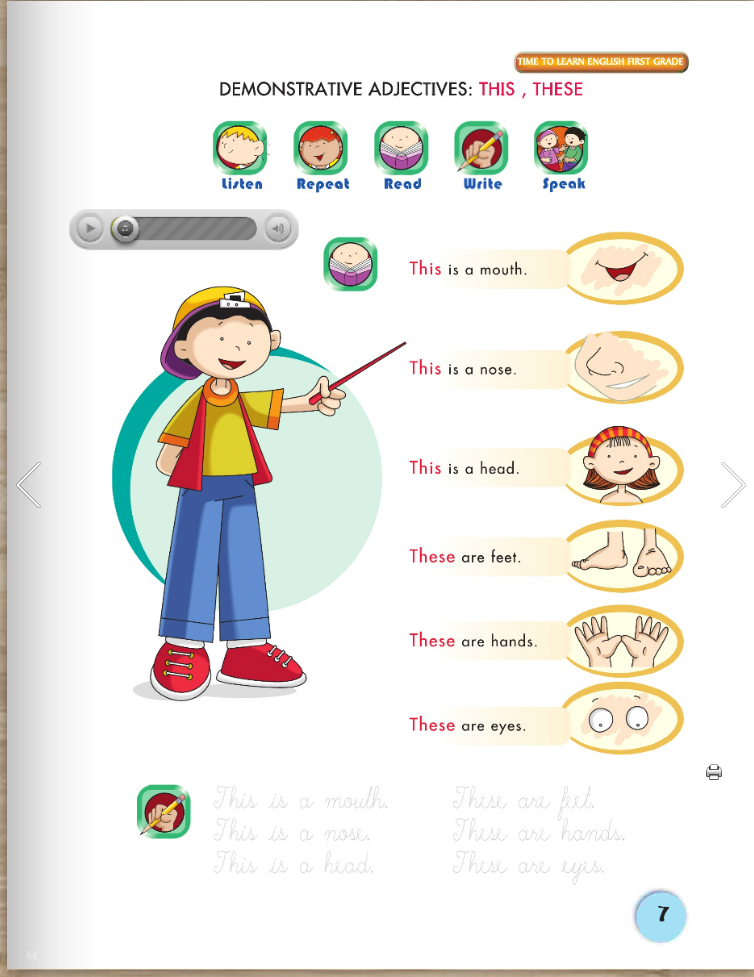 TIME TO LEARN ENGLISH FIRST GRADE
DEMONSTRATIVE ADJECTIVES: THIS , THESE
Listen Repeat Read Write Speak
This is a mouth.
This is a nose.
This is a head.
These are feet.
These are hands.
These are eyes.
This is a mouth. These are feet.
This is a nose. These are hands.
This is a head. These are eyes.
7
44